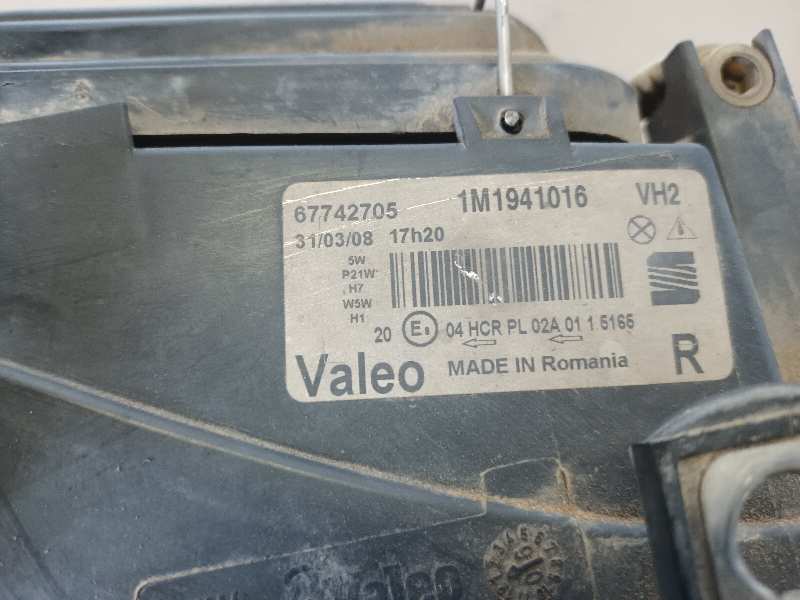 67742705 1M1941016 VH2
31/03/08 17h20
5W
P21W
H7
W5W
H1
20 E 04 HCR PL 02A 01 1 5165
Valeo MADE IN Romania R
Valeo